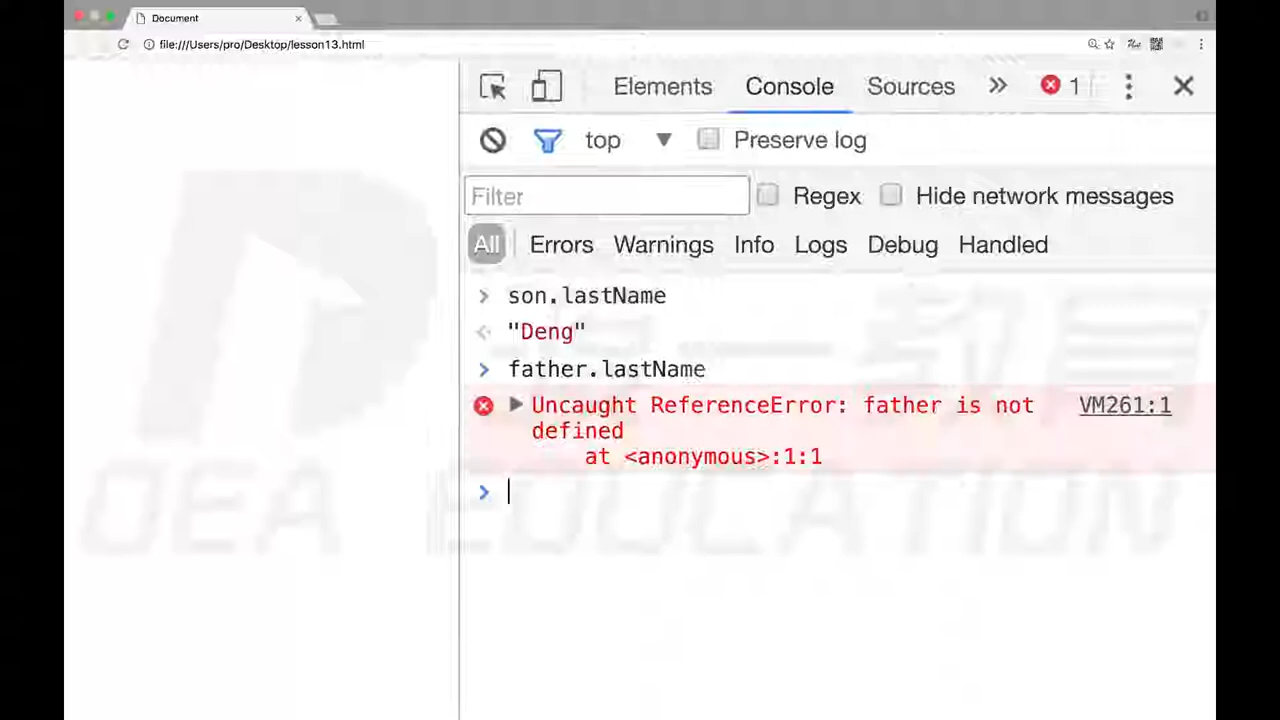 Document
file:///Users/pro/Desktop/lesson13.html
Elements Console Sources » 1
top Preserve log
Filter Regex Hide network messages
All Errors Warnings Info Logs Debug Handled
son.lastName
"Deng"
father.lastName
Uncaught ReferenceError: father is not VM261:1
defined
at <anonymous>:1:1
EDUCATION